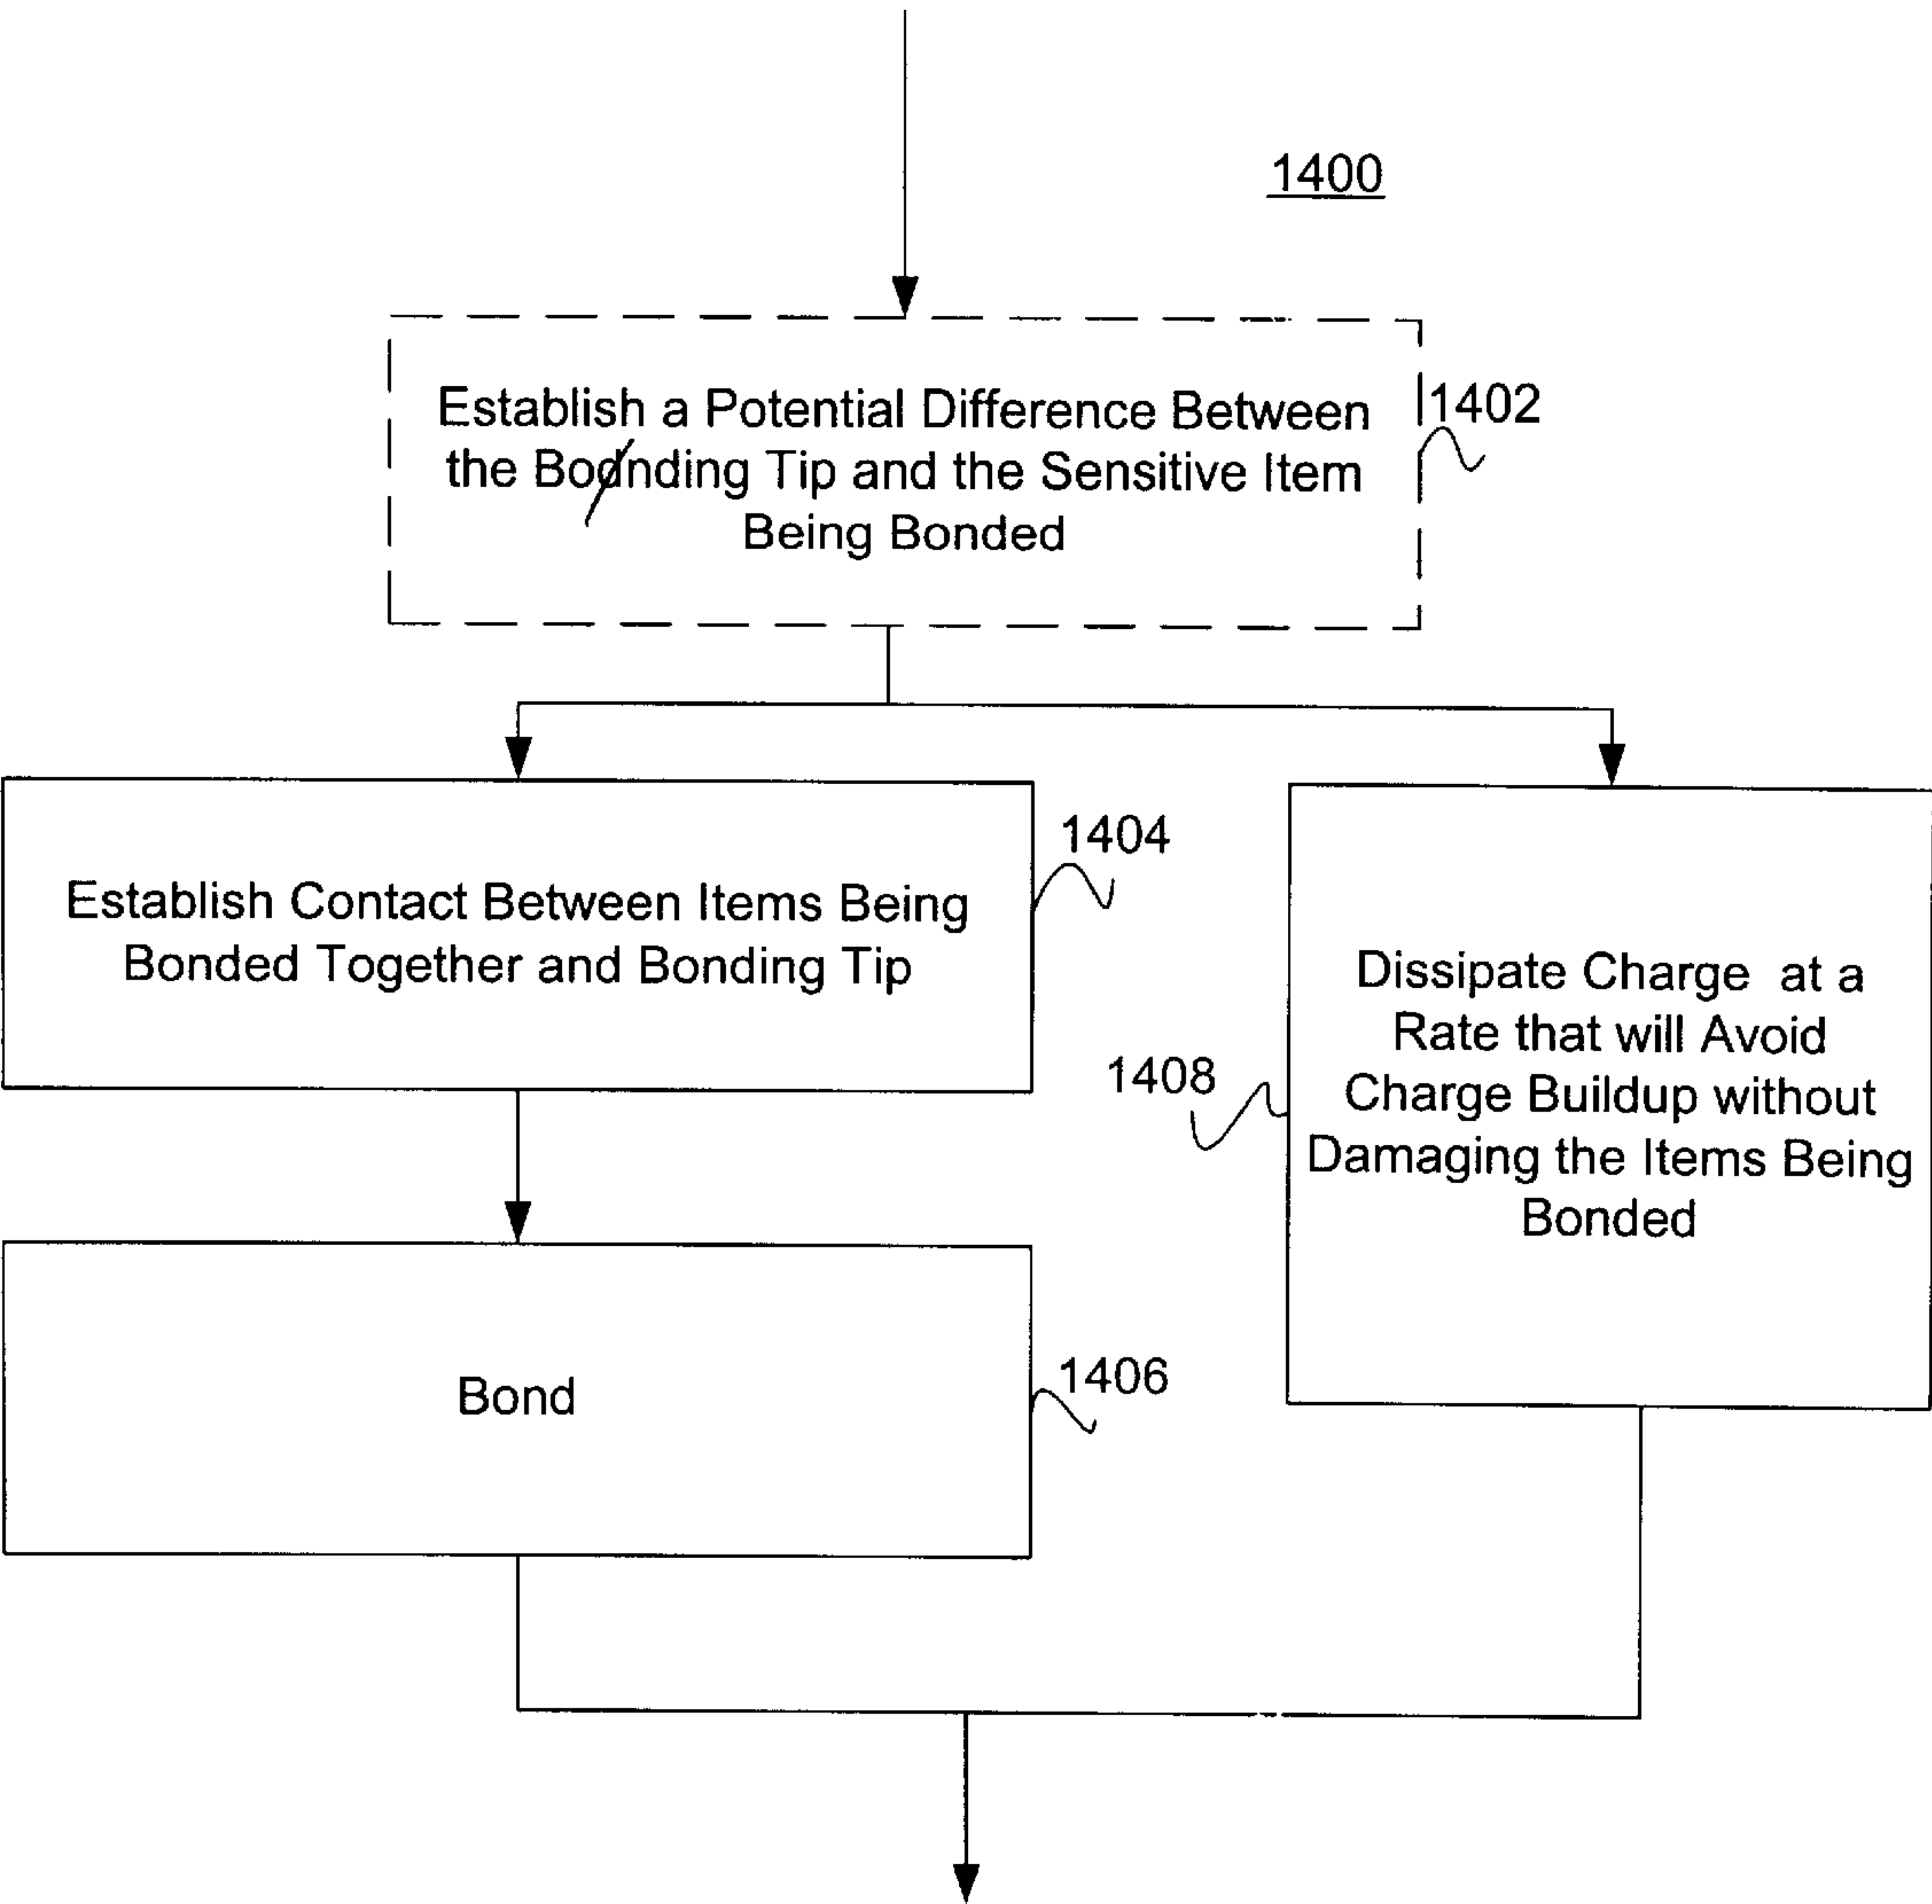 1400
Establish a Potential Difference Between
the Bodnding Tip and the Sensitive Item
Being Bonded
1402
Establish Contact Between Items Being
Bonded Together and Bonding Tip
1404
Dissipate Charge at a
Rate that will Avoid
Charge Buildup without
Damaging the Items Being
Bonded
1408
Bond
1406